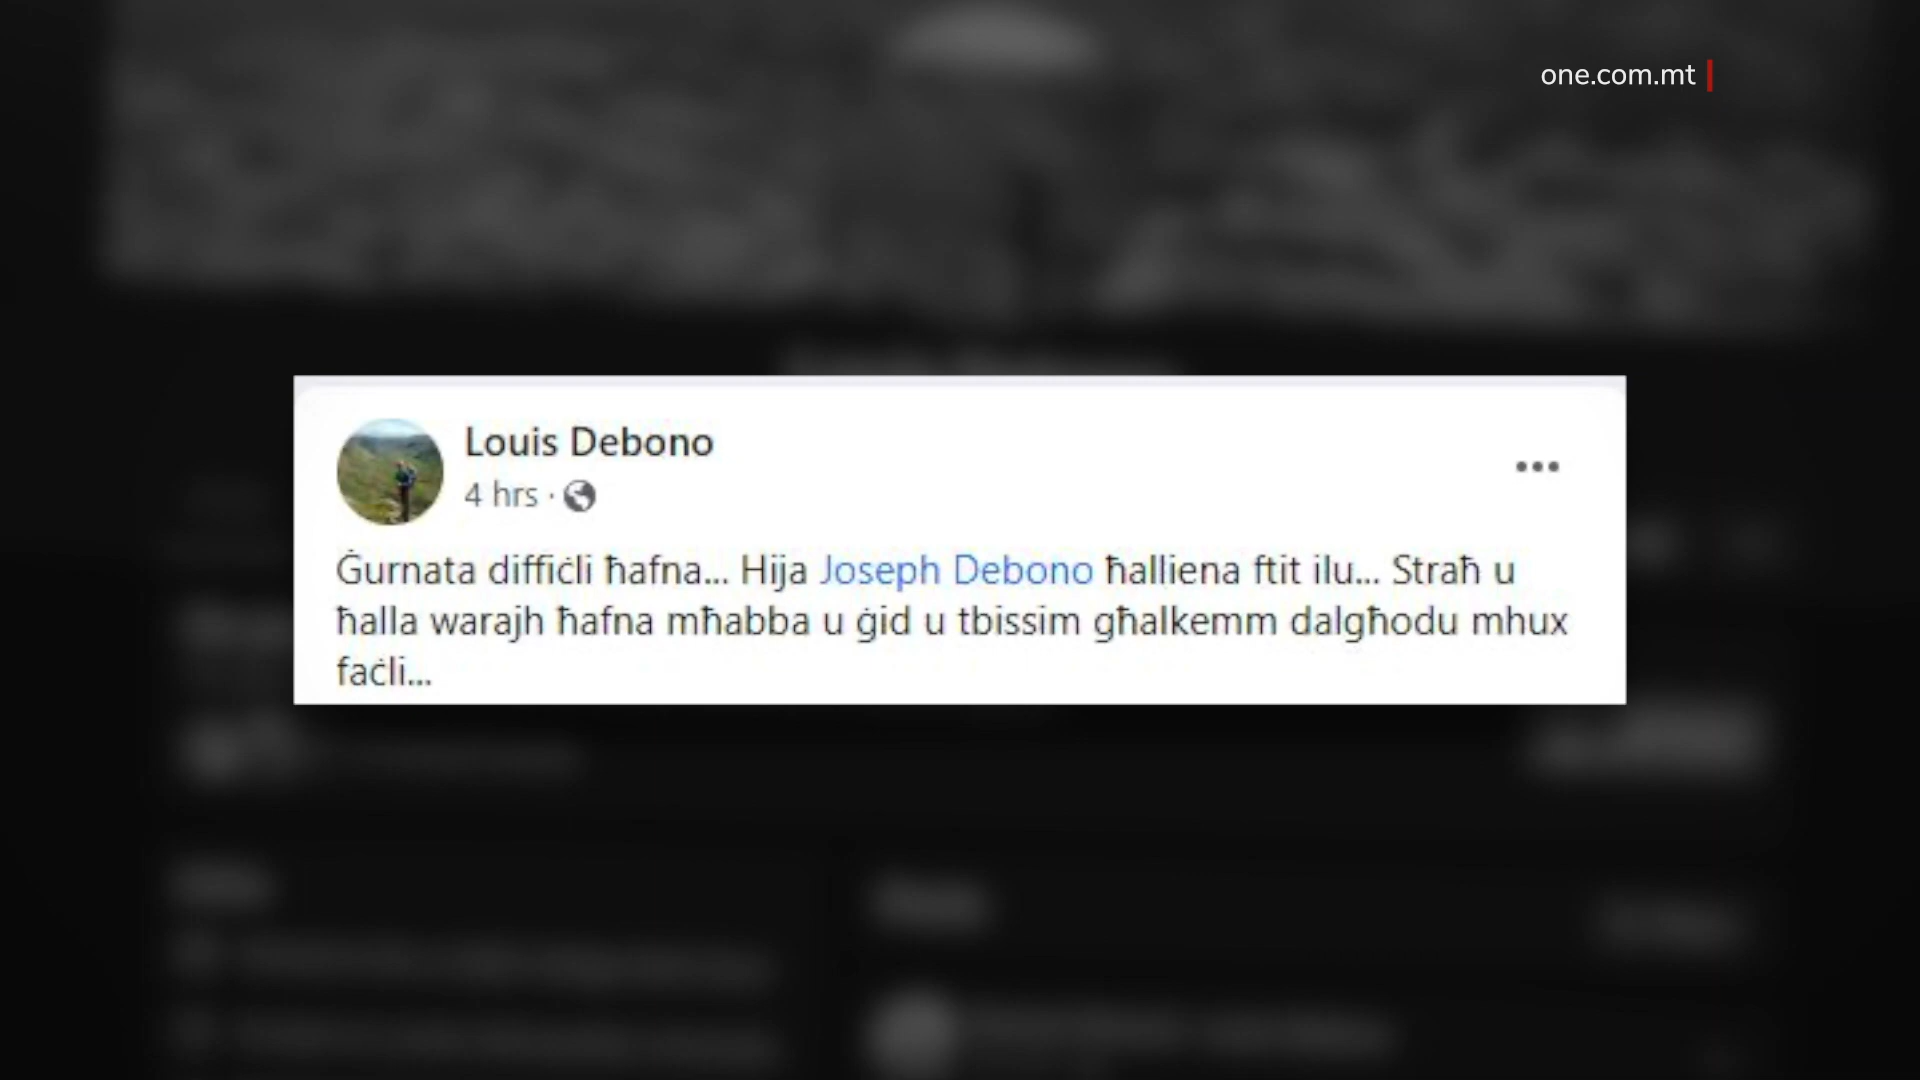 one.com.mt
Louis Debono
4 hrs ·
Ġurnata diffiċli ħafna... Hija Joseph Debono ħalliena ftit ilu... Straħ u
ħalla warajh ħafna mħabba u ġid u tbissim għalkemm dalgħodu mhux
faċli...